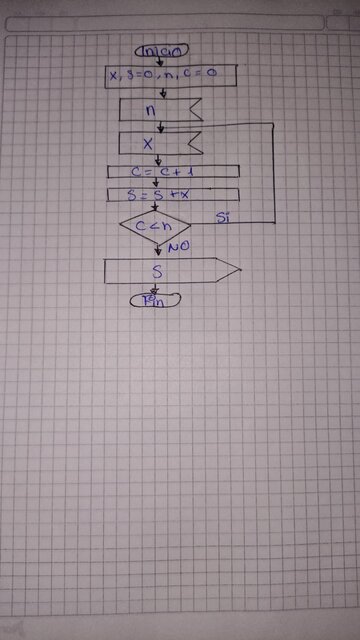 Inicio
x, s=0, n, c=0
n
x
c = c + 1
s = s + x
c < n
Si
NO
s
Fin